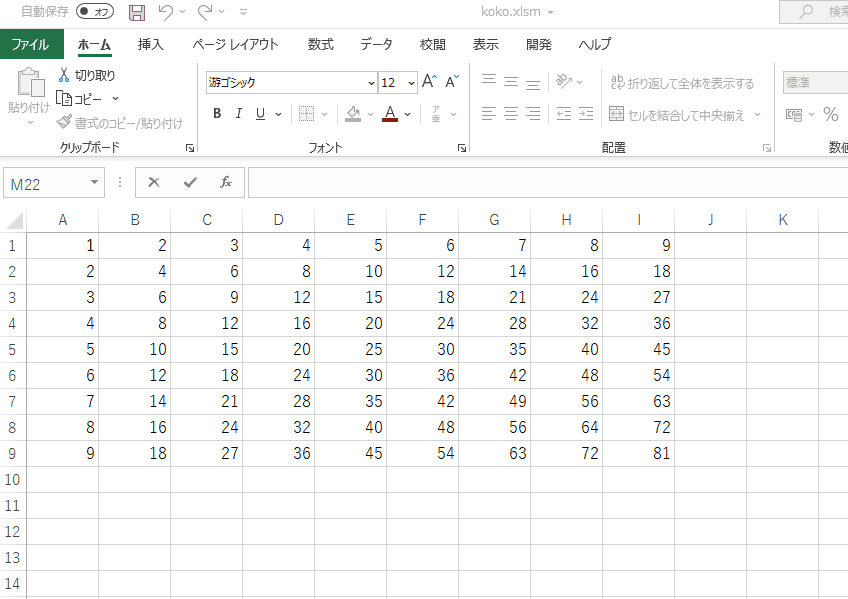 自動保存 オフ koko.xlsm 検索
ファイル ホーム 挿入 ページ レイアウト 数式 データ 校閲 表示 開発 ヘルプ
切り取り 游ゴシック 12 A A ab 折り返して全体を表示する 標準
コピー
貼り付け B I U A セルを結合して中央揃え %
書式のコピー/貼り付け
クリップボード フォント 配置 数値
M22 fx
A B C D E F G H I J K
1 1 2 3 4 5 6 7 8 9
2 2 4 6 8 10 12 14 16 18
3 3 6 9 12 15 18 21 24 27
4 4 8 12 16 20 24 28 32 36
5 5 10 15 20 25 30 35 40 45
6 6 12 18 24 30 36 42 48 54
7 7 14 21 28 35 42 49 56 63
8 8 16 24 32 40 48 56 64 72
9 9 18 27 36 45 54 63 72 81
10
11
12
13
14